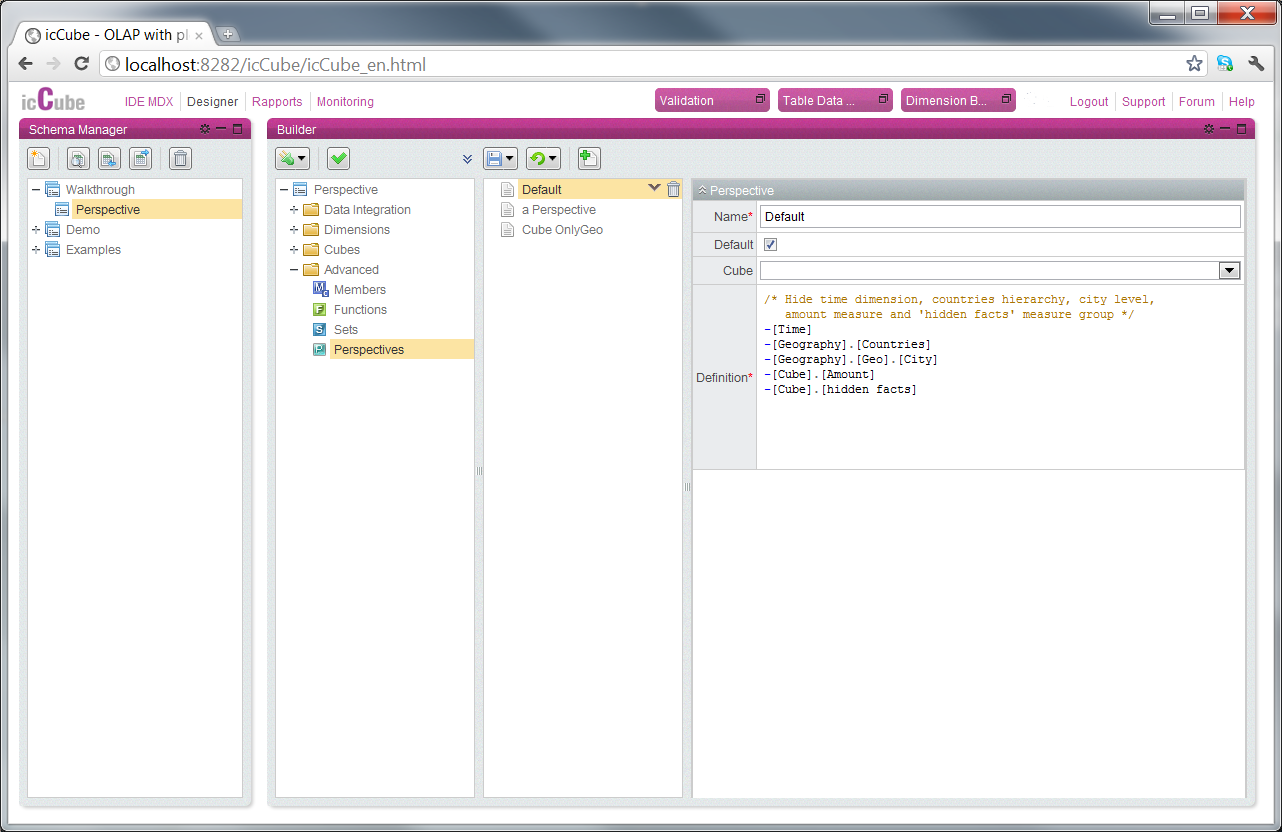 icCube - OLAP with pl
localhost:8282/icCube/icCube_en.html
icCube
IDE MDX
Designer
Rapports
Monitoring
Validation
Table Data ...
Dimension B...
Logout
Support
Forum
Help
Schema Manager
Walkthrough
Perspective
Demo
Examples
Builder
Perspective
Data Integration
Dimensions
Cubes
Advanced
Members
Functions
Sets
Perspectives
Default
a Perspective
Cube OnlyGeo
Perspective
Name* Default
Default
Cube
Definition*
/* Hide time dimension, countries hierarchy, city level,
amount measure and 'hidden facts' measure group */
-[Time]
-[Geography].[Countries]
-[Geography].[Geo].[City]
-[Cube].[Amount]
-[Cube].[hidden facts]